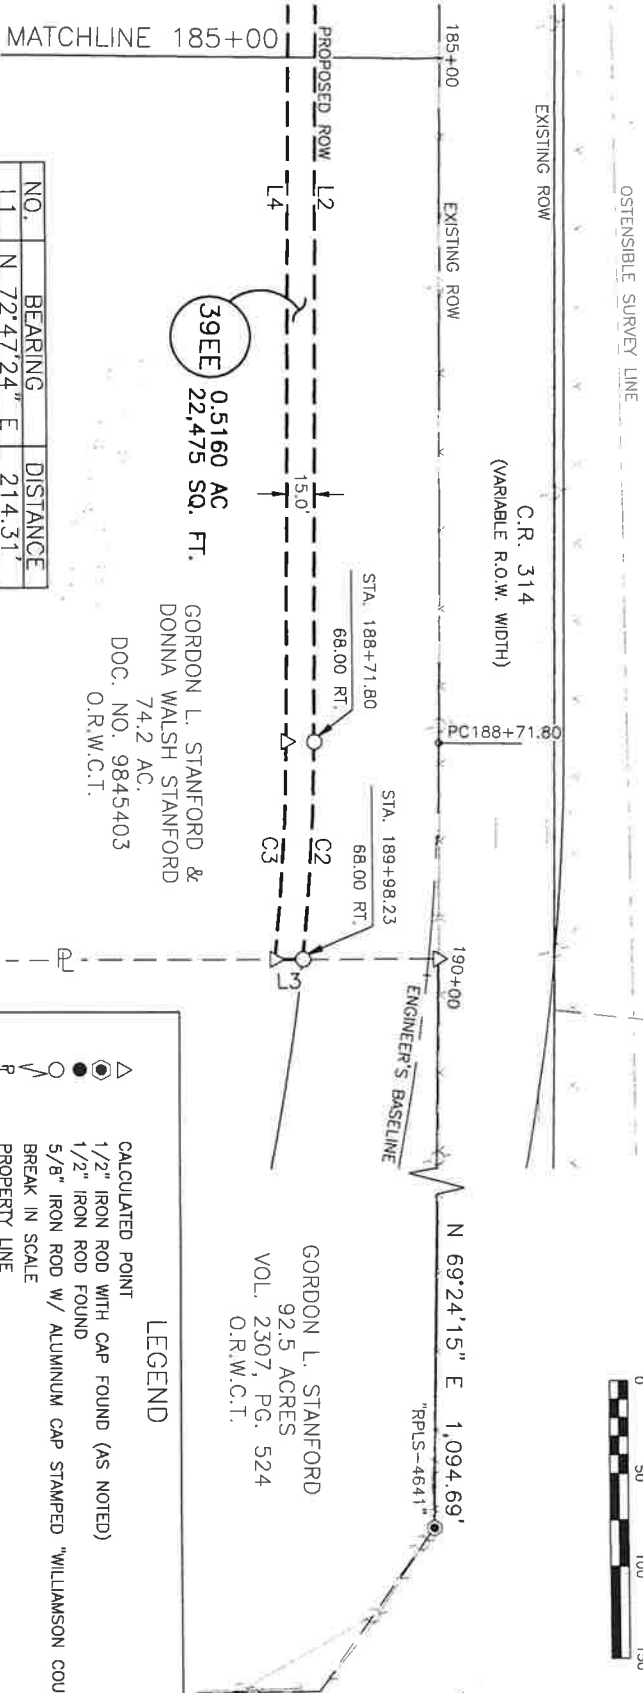 MATCHLINE 185+00
185+00
PROPOSED ROW
EXISTING ROW
EXISTING ROW
OSTENSIBLE SURVEY LINE
L2
L4
39EE
0.5160 AC
22,475 SQ. FT.
15.0'
C.R. 314
(VARIABLE R.O.W. WIDTH)
STA. 188+71.80
68.00 RT.
PC188+71.80
STA. 189+98.23
68.00 RT.
C2
C3
L3
190+00
ENGINEER'S BASELINE
GORDON L. STANFORD &
DONNA WALSH STANFORD
74.2 AC.
DOC. NO. 9845403
O.R.W.C.T.
NO. BEARING DISTANCE
L1 N 72°47'24" E 214.31'
PL
N 69°24'15" E 1,094.69'
"RPLS-4641"
GORDON L. STANFORD
92.5 ACRES
VOL. 2307, PG. 524
O.R.W.C.T.
LEGEND
CALCULATED POINT
1/2" IRON ROD WITH CAP FOUND (AS NOTED)
1/2" IRON ROD FOUND
5/8" IRON ROD W/ ALUMINUM CAP STAMPED "WILLIAMSON COU
BREAK IN SCALE
P PROPERTY LINE
0 50 100 150